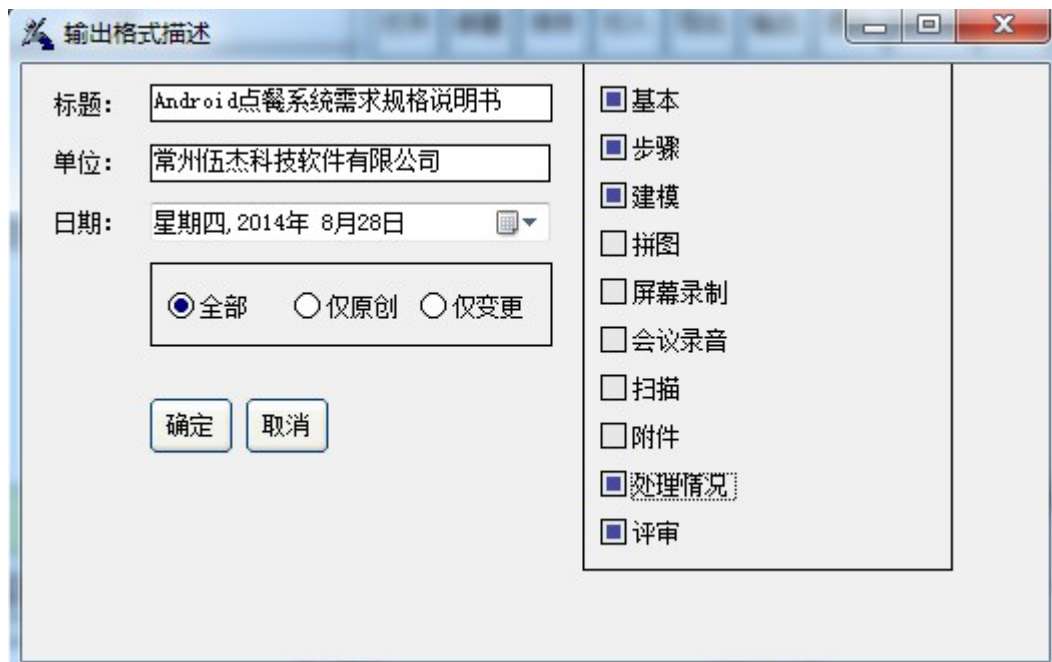 输出格式描述
标题: Android点餐系统需求规格说明书
单位: 常州伍杰科技软件有限公司
日期: 星期四,2014年 8月28日
全部 仅原创 仅变更
确定 取消
基本
步骤
建模
拼图
屏幕录制
会议录音
扫描
附件
处理情况
评审